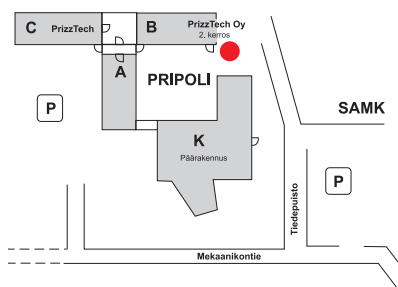 C
PrizzTech
B
PrizzTech Oy
2. kerros
A
PRIPOLI
P
SAMK
K
Päärakennus
P
Tiedepuisto
Mekaanikontie